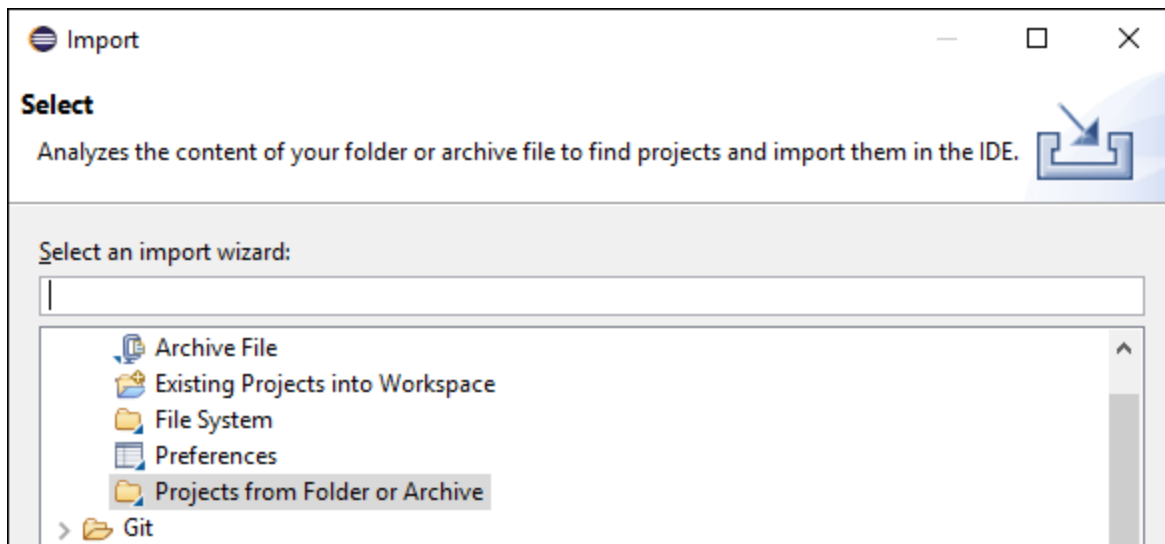 Import
Select
Analyzes the content of your folder or archive file to find projects and import them in the IDE.
Select an import wizard:
Archive File
Existing Projects into Workspace
File System
Preferences
Projects from Folder or Archive
Git